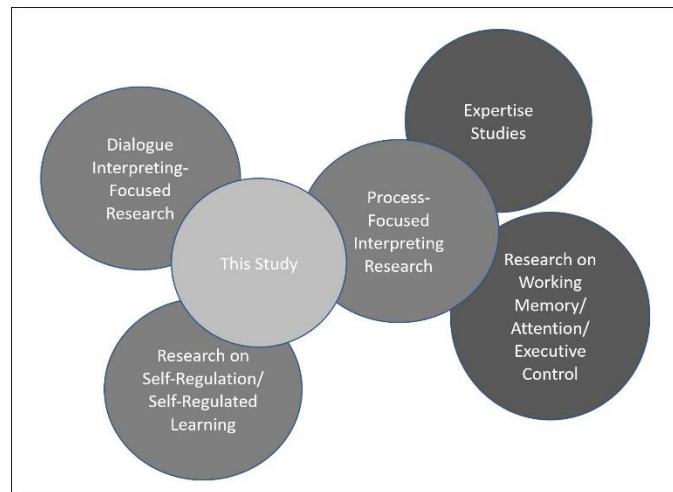 Expertise
Studies
Dialogue
Interpreting-
Focused
Research
Process-
Focused
Interpreting
Research
This Study
Research on
Working
Memory/
Attention/
Executive
Control
Research on
Self-Regulation/
Self-Regulated
Learning